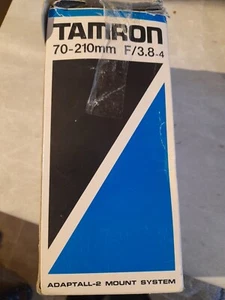 TAMRON
70-210mm F/3.8-4
ADAPTALL-2 MOUNT SYSTEM